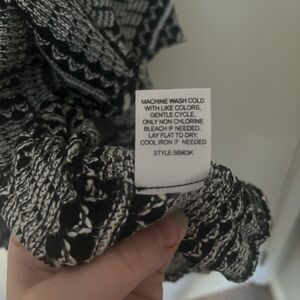 MACHINE WASH COLD
WITH LIKE COLORS,
GENTLE CYCLE,
ONLY NON CHLORINE
BLEACH IF NEEDED,
LAY FLAT TO DRY,
COOL IRON IF NEEDED
STYLE:58963K